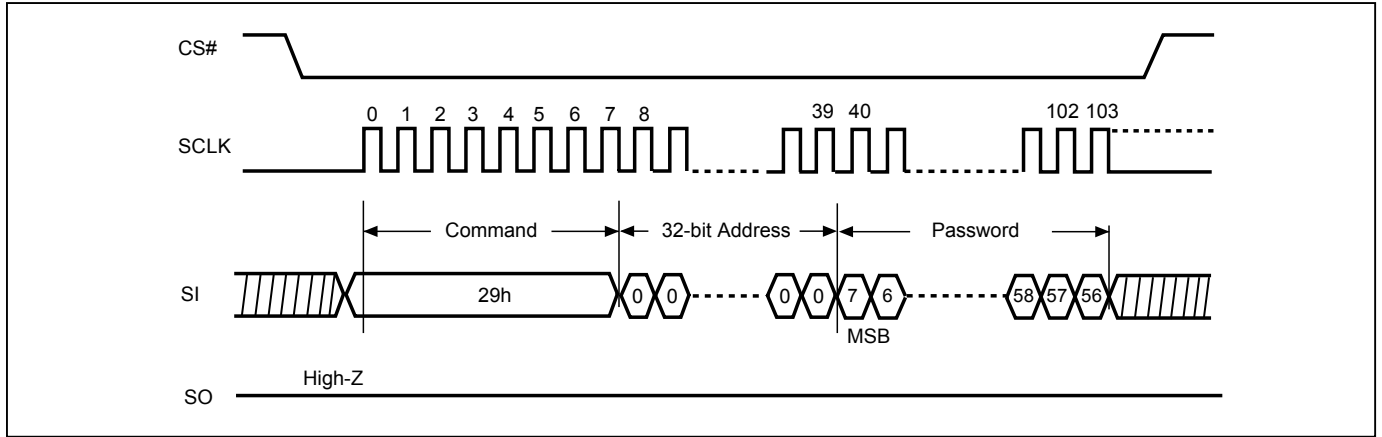 CS#
0 1 2 3 4 5 6 7 8 39 40 102 103
SCLK
Command 32-bit Address Password
SI 29h 0 0 0 0 7 6 58 57 56
MSB
High-Z
SO